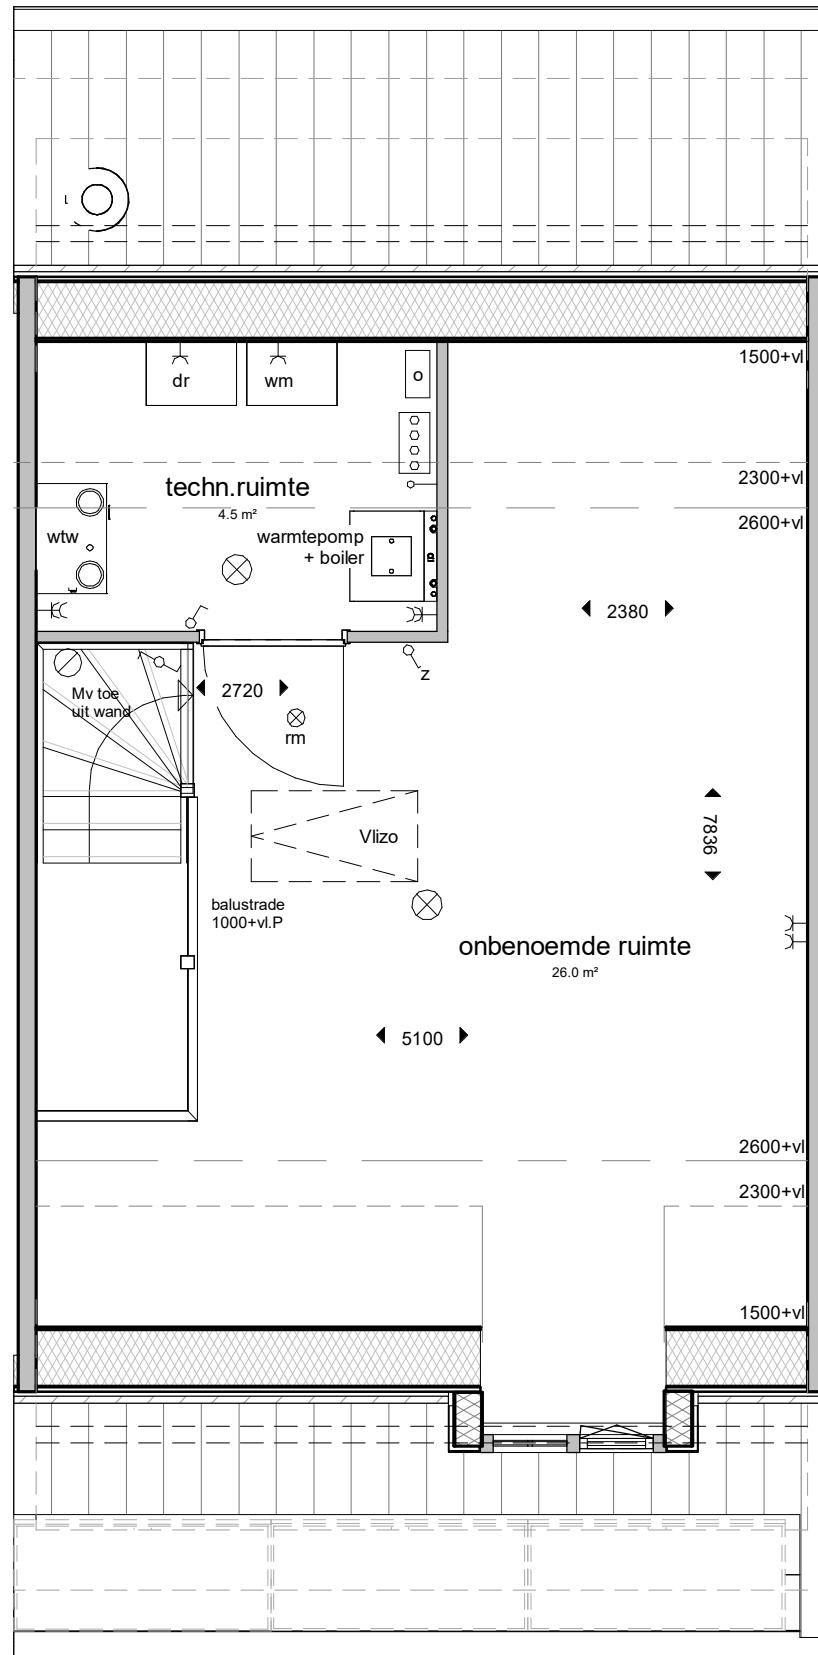 1500+vl
dr
wm
o
techn.ruimte
4.5 m²
2300+vl
2600+vl
wtw
warmtepomp
+ boiler
2380
z
Mv toe
uit wand
2720
rm
Vlizo
7836
balustrade
1000+vl.P
onbenoemde ruimte
26.0 m²
5100
2600+vl
2300+vl
1500+vl